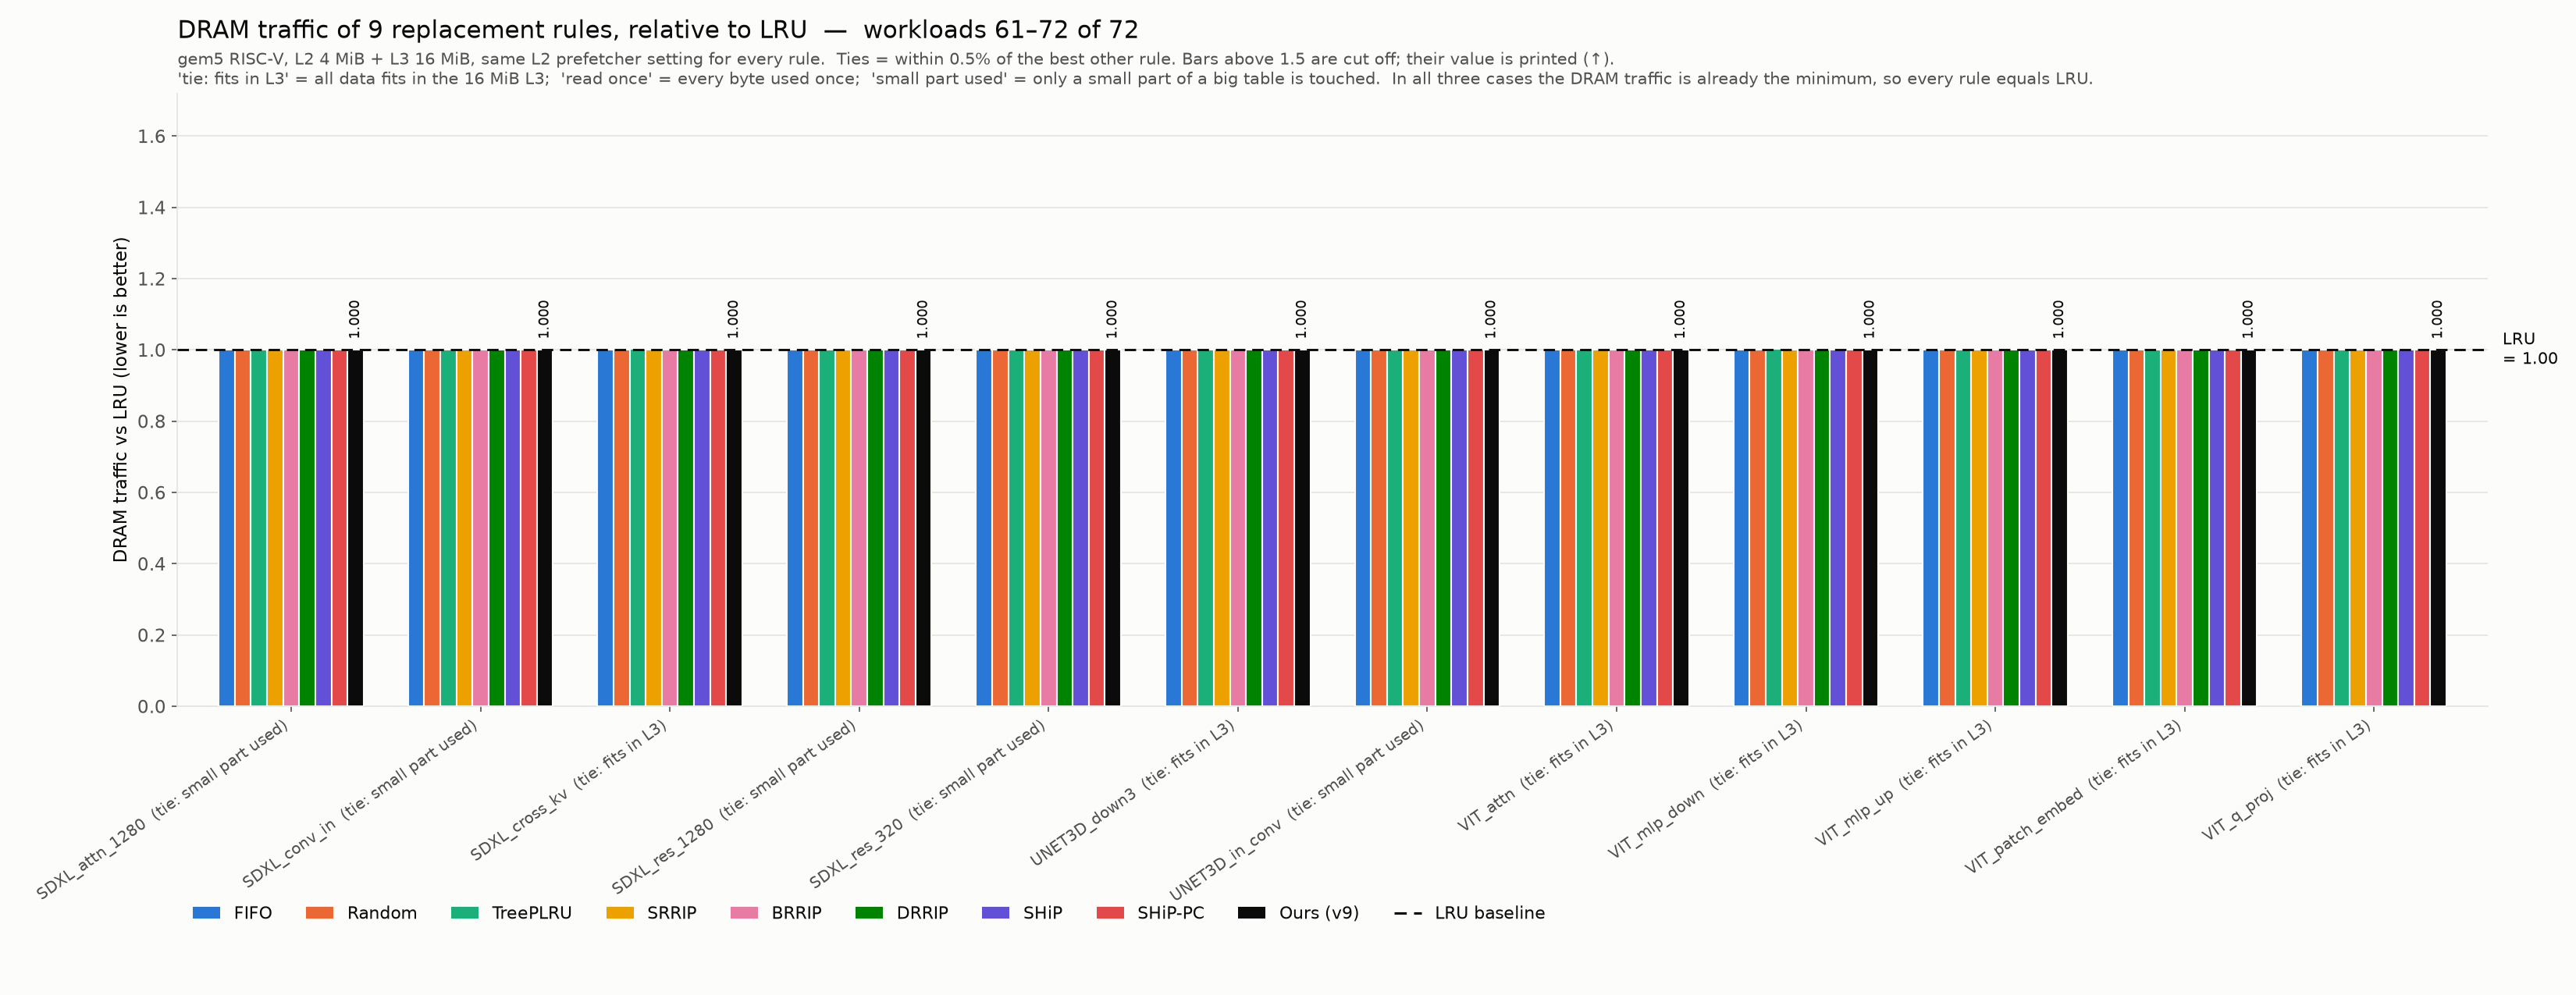 DRAM traffic of 9 replacement rules, relative to LRU — workloads 61–72 of 72
gem5 RISC-V, L2 4 MiB + L3 16 MiB, same L2 prefetcher setting for every rule. Ties = within 0.5% of the best other rule. Bars above 1.5 are cut off; their value is printed (↑).
'tie: fits in L3' = all data fits in the 16 MiB L3; 'read once' = every byte used once; 'small part used' = only a small part of a big table is touched. In all three cases the DRAM traffic is already the minimum, so every rule equals LRU.
DRAM traffic vs LRU (lower is better)
1.6
1.4
1.2
1.0
0.8
0.6
0.4
0.2
0.0
1.000
1.000
1.000
1.000
1.000
1.000
1.000
1.000
1.000
1.000
1.000
1.000
LRU
= 1.00
SDXL_attn_1280 (tie: small part used)
SDXL_conv_in (tie: small part used)
SDXL_cross_kv (tie: fits in L3)
SDXL_res_1280 (tie: small part used)
SDXL_res_320 (tie: small part used)
UNET3D_down3 (tie: fits in L3)
UNET3D_in_conv (tie: small part used)
VIT_attn (tie: fits in L3)
VIT_mlp_down (tie: fits in L3)
VIT_mlp_up (tie: fits in L3)
VIT_patch_embed (tie: fits in L3)
VIT_q_proj (tie: fits in L3)
FIFO
Random
TreePLRU
SRRIP
BRRIP
DRRIP
SHiP
SHiP-PC
Ours (v9)
LRU baseline